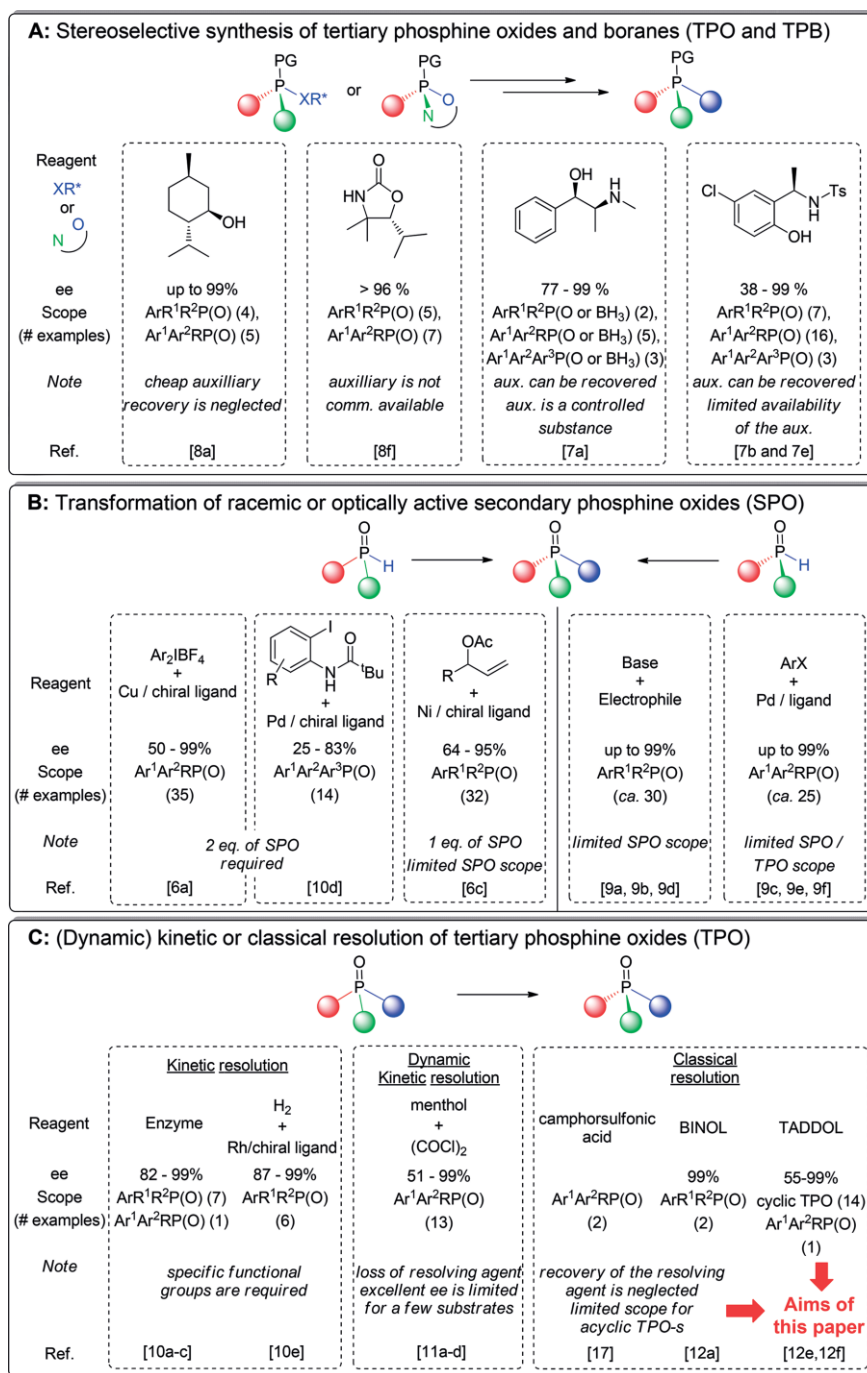 A: Stereoselective synthesis of tertiary phosphine oxides and boranes (TPO and TPB)
PG
P
XR*
or
PG
P
O
N
PG
P
Reagent
XR*
or
O
N
OH
O
HN
O
OH
H
N
Cl
N
H
Ts
OH
ee
up to 99%
> 96 %
77 - 99 %
38 - 99 %
Scope
(# examples)
ArR¹R²P(O) (4),
Ar¹Ar²RP(O) (5)
ArR¹R²P(O) (5),
Ar¹Ar²RP(O) (7)
ArR¹R²P(O or BH₃) (2),
Ar¹Ar²RP(O or BH₃) (5),
Ar¹Ar²Ar³P(O or BH₃) (3)
ArR¹R²P(O) (7),
Ar¹Ar²RP(O) (16),
Ar¹Ar²Ar³P(O) (3)
Note
cheap auxilliary
recovery is neglected
auxilliary is not
comm. available
aux. can be recovered
aux. is a controlled
substance
aux. can be recovered
limited availability
of the aux.
Ref.
[8a]
[8f]
[7a]
[7b and 7e]
B: Transformation of racemic or optically active secondary phosphine oxides (SPO)
O
P
H
O
P
O
P
H
Reagent
Ar₂IBF₄
+
Cu / chiral ligand
I
O
R
N
H
ᵗBu
+
Pd / chiral ligand
OAc
R
+
Ni / chiral ligand
Base
+
Electrophile
ArX
+
Pd / ligand
ee
50 - 99%
25 - 83%
64 - 95%
up to 99%
up to 99%
Scope
(# examples)
Ar¹Ar²RP(O)
(35)
Ar¹Ar²Ar³P(O)
(14)
ArR¹R²P(O)
(32)
ArR¹R²P(O)
(ca. 30)
Ar¹Ar²RP(O)
(ca. 25)
Note
2 eq. of SPO
required
1 eq. of SPO
limited SPO scope
limited SPO scope
limited SPO /
TPO scope
Ref.
[6a]
[10d]
[6c]
[9a, 9b, 9d]
[9c, 9e, 9f]
C: (Dynamic) kinetic or classical resolution of tertiary phosphine oxides (TPO)
O
P
O
P
Kinetic resolution
Dynamic
Kinetic resolution
Classical
resolution
Reagent
Enzyme
H₂
+
Rh/chiral ligand
menthol
+
(COCl)₂
camphorsulfonic
acid
BINOL
TADDOL
ee
82 - 99%
87 - 99%
51 - 99%
99%
55-99%
Scope
(# examples)
ArR¹R²P(O) (7)
Ar¹Ar²RP(O) (1)
ArR¹R²P(O)
(6)
Ar¹Ar²RP(O)
(13)
Ar¹Ar²RP(O)
(2)
ArR¹R²P(O)
(2)
cyclic TPO (14)
Ar¹Ar²RP(O)
(1)
Note
specific functional
groups are required
loss of resolving agent
excellent ee is limited
for a few substrates
recovery of the resolving
agent is neglected
limited scope for
acyclic TPO-s
Aims of
this paper
Ref.
[10a-c]
[10e]
[11a-d]
[17]
[12a]
[12e,12f]